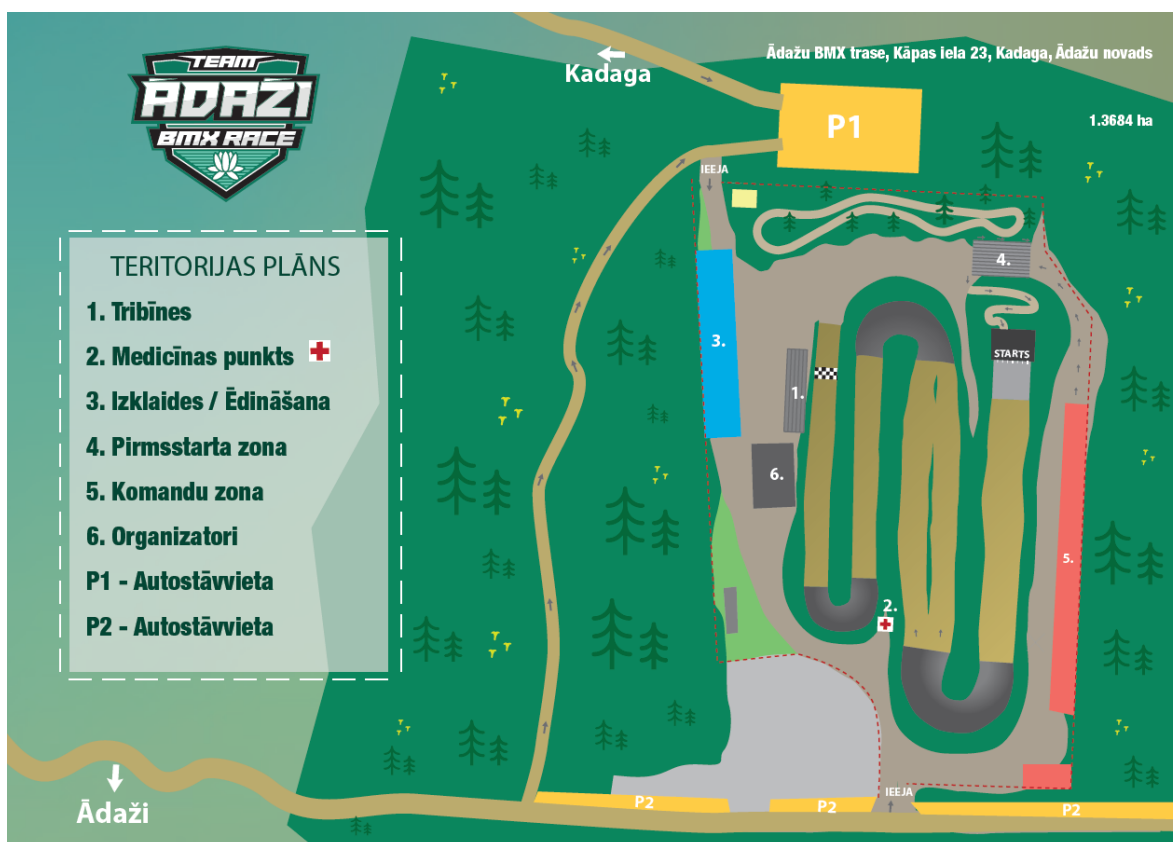 TEAM
ĀDAŽI
BMX RACE
Kadaga
Ādažu BMX trase, Kāpas iela 23, Kadaga, Ādažu novads
1.3684 ha
P1
IEEJA
TERITORIJAS PLĀNS
1. Tribīnes
2. Medicīnas punkts
3. Izklaides / Ēdināšana
4. Pirmsstarta zona
5. Komandu zona
6. Organizatori
P1 - Autostāvvieta
P2 - Autostāvvieta
4.
3.
STARTS
1.
6.
5.
2.
IEEJA
P2
P2
P2
Ādaži